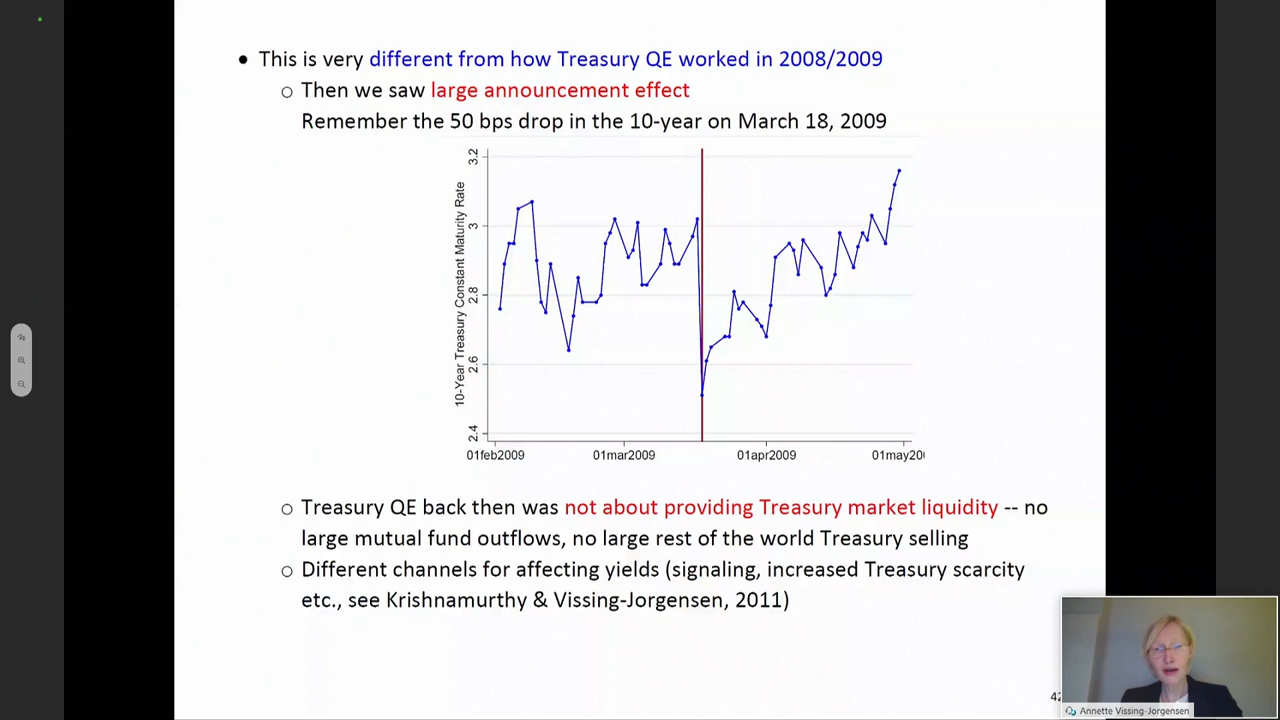 • This is very different from how Treasury QE worked in 2008/2009
○ Then we saw large announcement effect
Remember the 50 bps drop in the 10-year on March 18, 2009
10-Year Treasury Constant Maturity Rate
3.2
3
2.8
2.6
2.4
01feb2009 01mar2009 01apr2009 01may20
○ Treasury QE back then was not about providing Treasury market liquidity -- no
large mutual fund outflows, no large rest of the world Treasury selling
○ Different channels for affecting yields (signaling, increased Treasury scarcity
etc., see Krishnamurthy & Vissing-Jorgensen, 2011)
42
Annette Vissing-Jorgensen